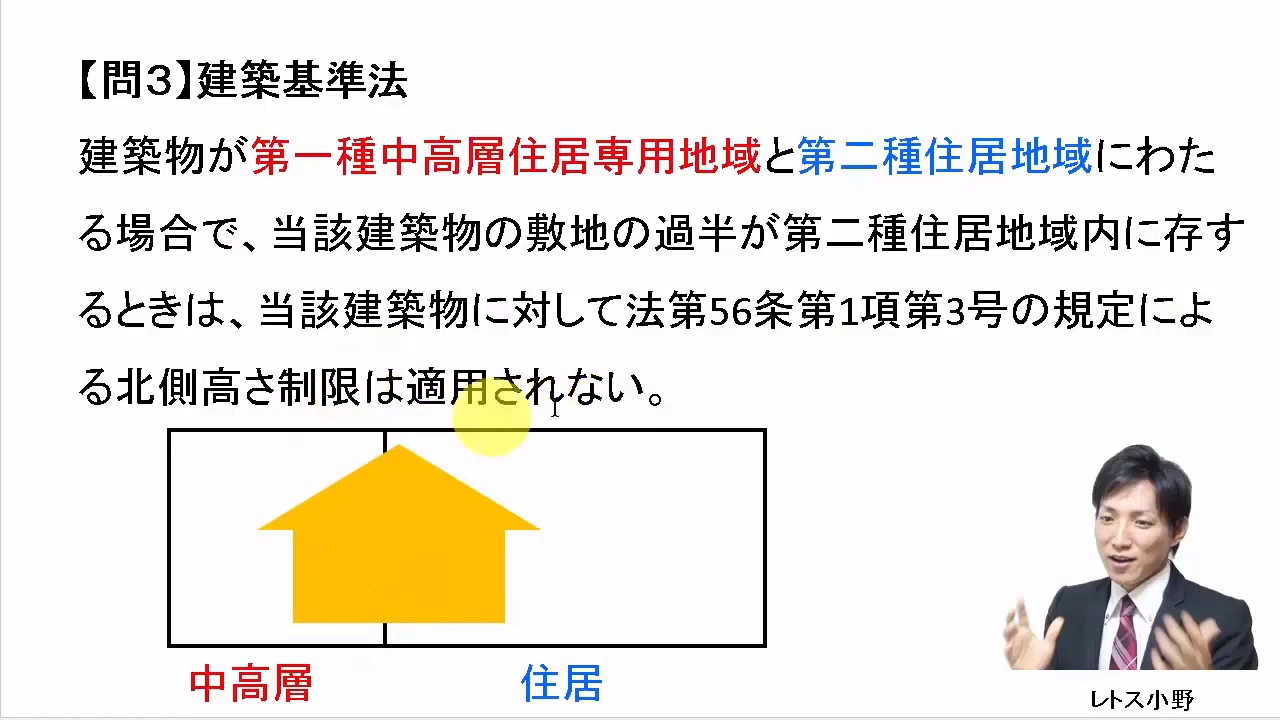 【問３】建築基準法
建築物が第一種中高層住居専用地域と第二種住居地域にわた
る場合で、当該建築物の敷地の過半が第二種住居地域内に存す
るときは、当該建築物に対して法第56条第1項第3号の規定によ
る北側高さ制限は適用されない。
中高層
住居
レトス小野